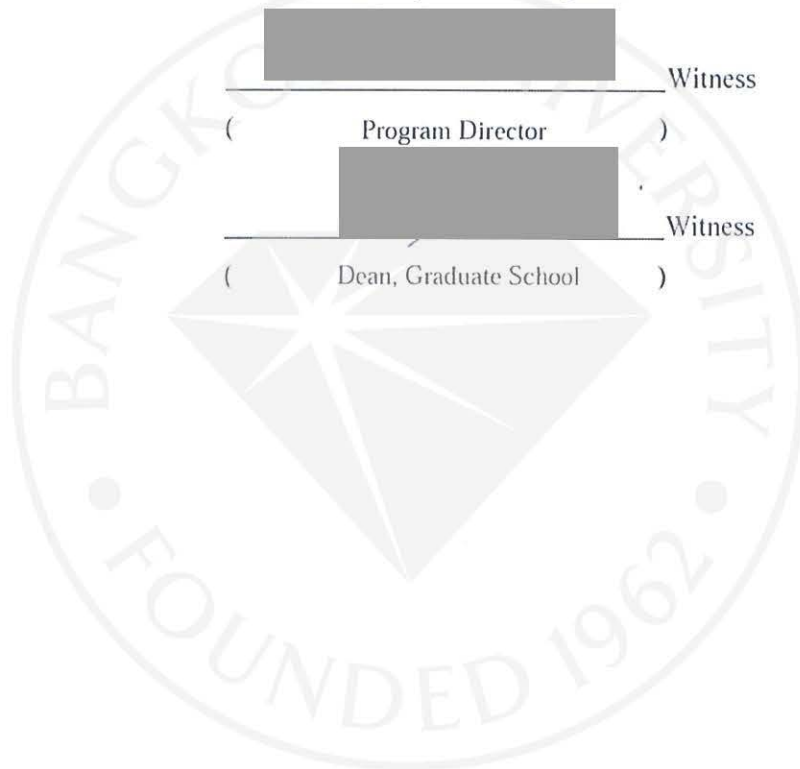 Witness
( Program Director )
Witness
( Dean, Graduate School )
BANGKOK UNIVERSITY
• FOUNDED 1962 •